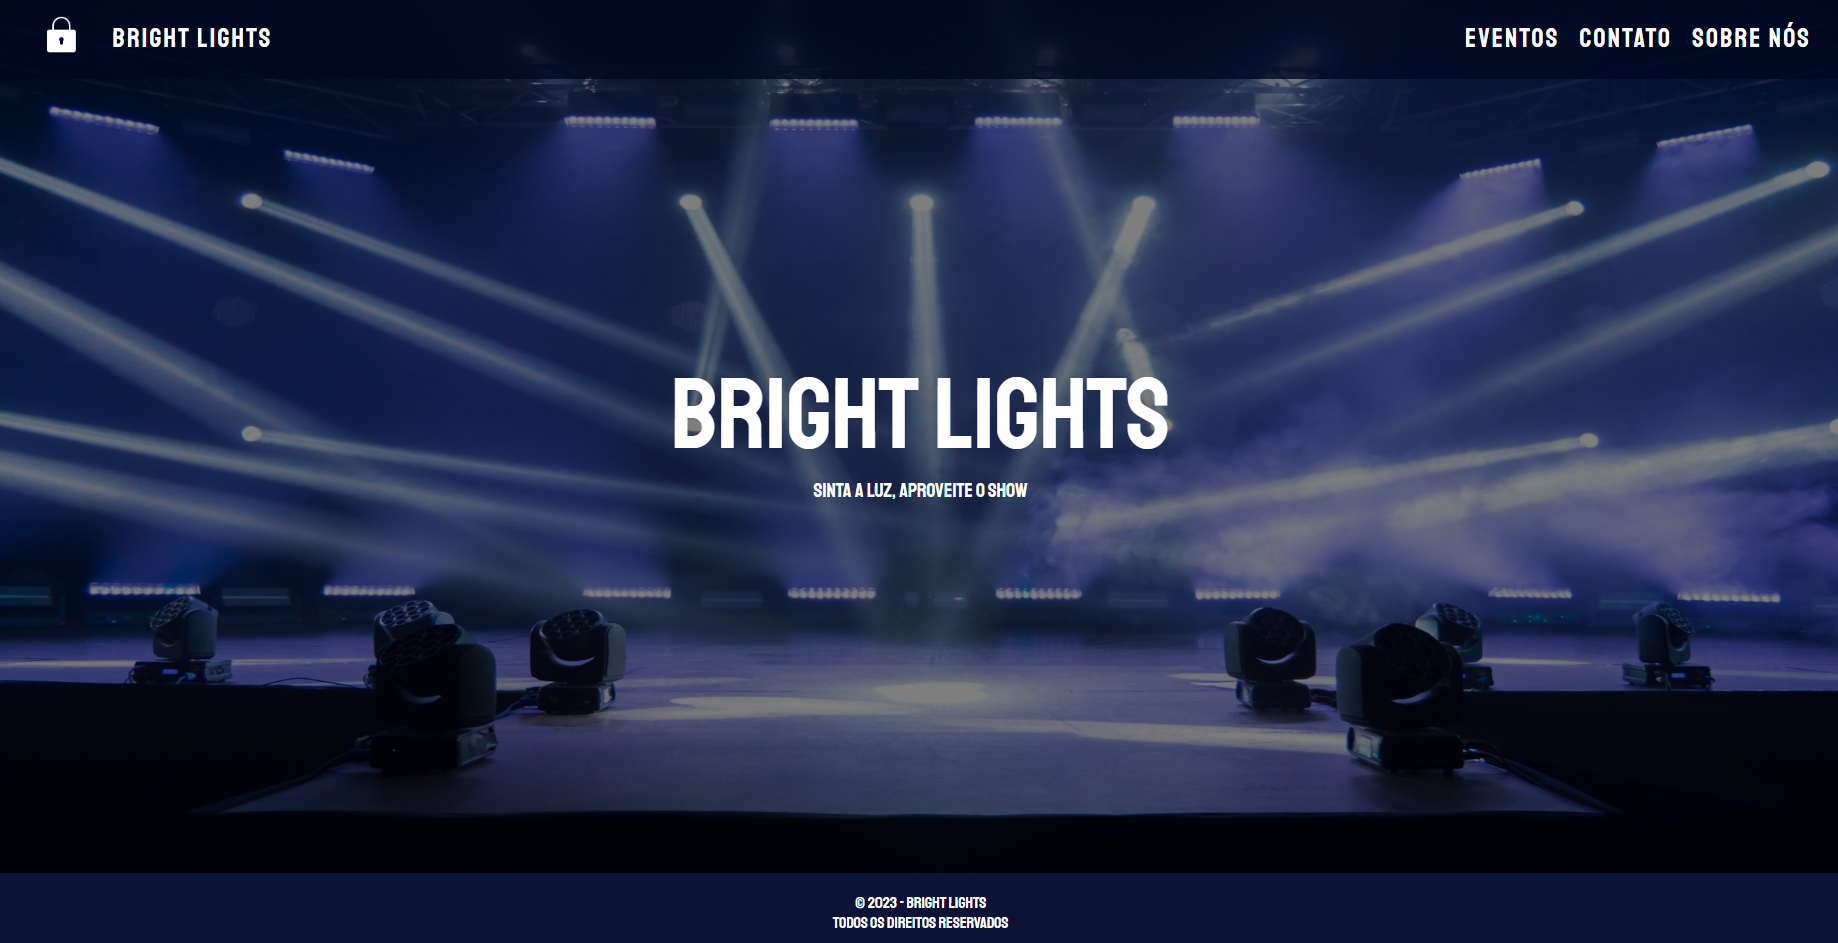 BRIGHT LIGHTS
EVENTOS CONTATO SOBRE NÓS
BRIGHT LIGHTS
SINTA A LUZ, APROVEITE O SHOW
© 2023 - BRIGHT LIGHTS
TODOS OS DIREITOS RESERVADOS